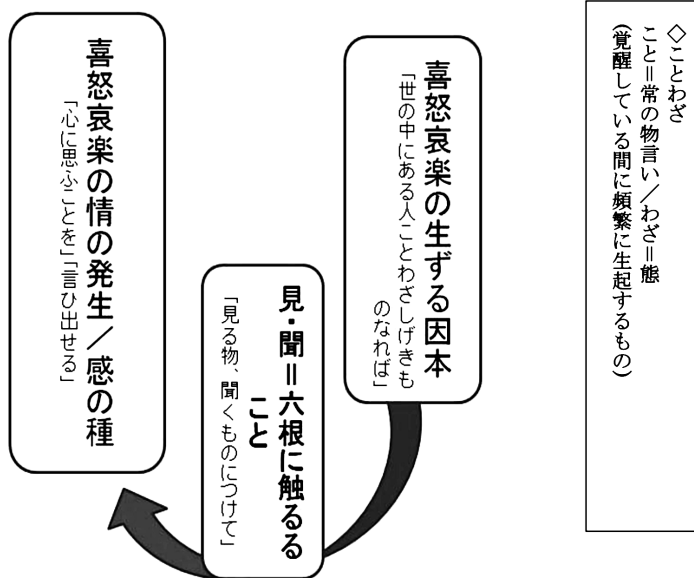 ◇ことわざ
こと＝常の物言い／わざ＝態
(覚醒している間に頻繁に生起するもの)
喜怒哀楽の生ずる因本
「世の中にある人ことわざしげきも
のなれば」
見・聞＝六根に触るる
こと
「見る物、聞くものにつけて」
喜怒哀楽の情の発生／感の種
「心に思ふことを」「言ひ出せる」